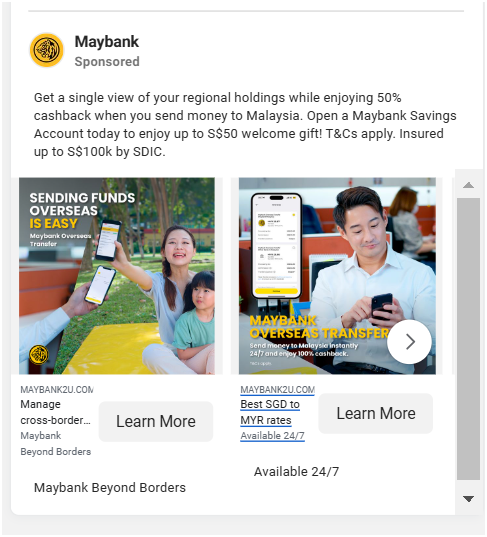 Maybank
Sponsored
Get a single view of your regional holdings while enjoying 50%
cashback when you send money to Malaysia. Open a Maybank Savings
Account today to enjoy up to S$50 welcome gift! T&Cs apply. Insured
up to S$100k by SDIC.
SENDING FUNDS
OVERSEAS
IS EASY
Maybank Overseas
Transfer
MAYBANK
OVERSEAS TRANSFER
Send money to Malaysia instantly
24/7 and enjoy 100% cashback.
MAYBANK2U.COM
Manage
cross-border...
Maybank
Beyond Borders
Learn More
Maybank Beyond Borders
MAYBANK2U.COM
Best SGD to
MYR rates
Available 24/7
Learn More
Available 24/7